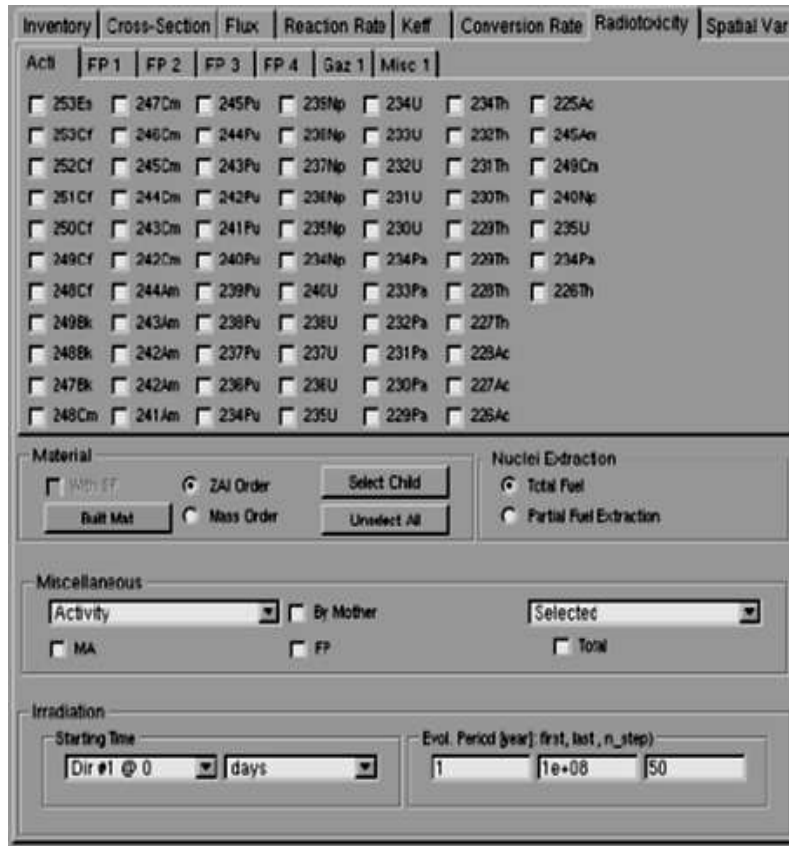 Inventory Cross-Section Flux Reaction Rate Keff Conversion Rate Radiotoxicity Spatial Var
Acti FP 1 FP 2 FP 3 FP 4 Gaz 1 Misc 1
253Es 247Cm 245Pu 239Np 234U 234Th 225Ac
253Cf 246Cm 244Pu 238Np 233U 232Th 245Am
252Cf 245Cm 243Pu 237Np 232U 231Th 249Cm
251Cf 244Cm 242Pu 236Np 231U 230Th 240Np
250Cf 243Cm 241Pu 235Np 230U 229Th 235U
249Cf 242Cm 240Pu 234Np 234Pa 229Th 234Pa
248Cf 244Am 239Pu 240U 233Pa 228Th 226Th
249Bk 243Am 238Pu 238U 232Pa 227Th
248Bk 242Am 237Pu 237U 231Pa 228Ac
247Bk 242Am 236Pu 236U 230Pa 227Ac
248Cm 241Am 234Pu 235U 229Pa 226Ac
Material Nuclei Extraction
ZAI Order Select Child Total Fuel
Built Mat Mass Order Unselect All Partial Fuel Extraction
Miscellaneous
Activity By Mother Selected
MA FP Total
Irradiation
Starting Time Evol. Period [year]: first, last , n_step)
Dir #1 @ 0 days 1 1e+08 50